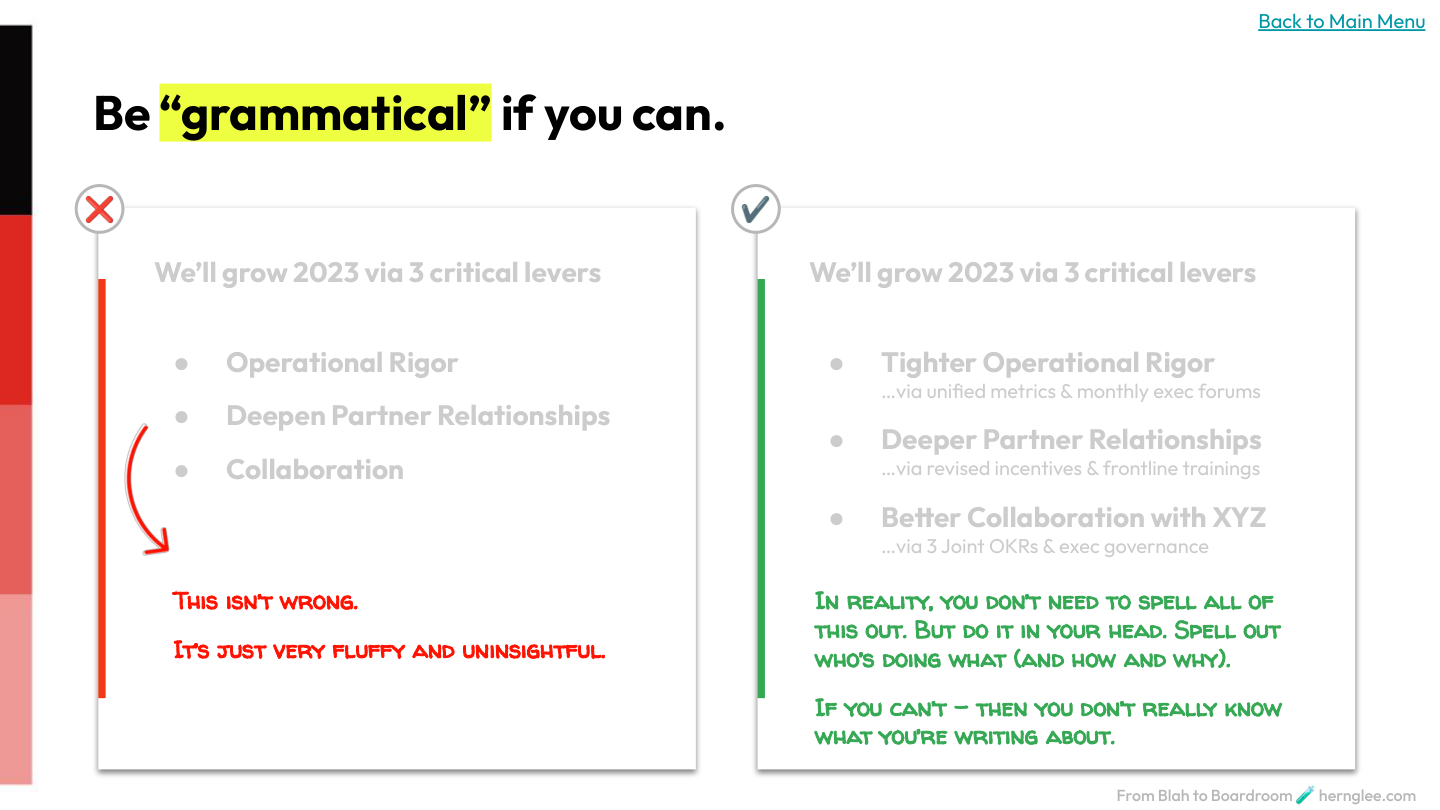 Back to Main Menu
Be “grammatical” if you can.
We’ll grow 2023 via 3 critical levers
● Operational Rigor
● Deepen Partner Relationships
● Collaboration
This isn't wrong.
It's just very fluffy and uninsightful.
We’ll grow 2023 via 3 critical levers
● Tighter Operational Rigor
...via unified metrics & monthly exec forums
● Deeper Partner Relationships
...via revised incentives & frontline trainings
● Better Collaboration with XYZ
...via 3 Joint OKRs & exec governance
In reality, you don't need to spell all of
this out. But do it in your head. Spell out
who's doing what (and how and why).
If you can't – then you don't really know
what you're writing about.
From Blah to Boardroom 🧪 hernglee.com